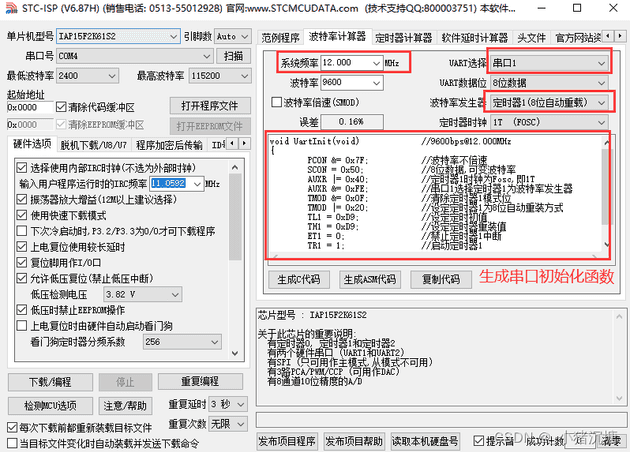 STC-ISP (V6.87H) (销售电话: 0513-55012928) 官网:www.STCMCUDATA.com (技术支持QQ:800003751) 本软件...
单片机型号 IAP15F2K61S2 引脚数 Auto
串口号 COM4 扫描
最低波特率 2400 最高波特率 115200
起始地址
0x0000 清除代码缓冲区 打开程序文件
0x0000 清除EEPROM缓冲区 打开EEPROM文件
硬件选项 脱机下载/U8/U7 程序加密后传输
选择使用内部IRC时钟(不选为外部时钟)
输入用户程序运行时的IRC频率 11.0592 MHz
振荡器放大增益(12M以上建议选择)
使用快速下载模式
下次冷启动时,P3.2/P3.3为0/0才可下载程序
上电复位使用较长延时
复位脚用作I/O口
允许低压复位(禁止低压中断)
低压检测电压 3.82 V
低压时禁止EEPROM操作
上电复位时由硬件自动启动看门狗
看门狗定时器分频系数 256
下载/编程 停止 重复编程
检测MCU选项 注意/帮助 重复延时 3 秒
重复次数 无限
每次下载前都重新装载目标文件
当目标文件变化时自动装载并发送下载命令
范例程序 波特率计算器 定时器计算器 软件延时计算器 头文件 官方网站资
系统频率 12.000 MHz UART选择 串口1
波特率 9600 UART数据位 8位数据
波特率倍速(SMOD) 波特率发生器 定时器1(8位自动重载)
误差 0.16% 定时器时钟 1T (FOSC)
void UartInit(void) //9600bps@12.000MHz
{
PCON &= 0x7F; //波特率不倍速
SCON = 0x50; //8位数据,可变波特率
AUXR |= 0x40; //定时器1时钟为Fosc,即1T
AUXR &= 0xFE; //串口1选择定时器1为波特率发生器
TMOD &= 0x0F; //清除定时器1模式位
TMOD |= 0x20; //设定定时器1为8位自动重装方式
TL1 = 0xD9; //设定定时初值
TH1 = 0xD9; //设定定时器重装值
ET1 = 0; //禁止定时器1中断
TR1 = 1; //启动定时器1
生成C代码 生成ASM代码 复制代码 生成串口初始化函数
芯片型号 : IAP15F2K61S2
关于此芯片的重要说明:
有定时器0, 定时器1和定时器2
有两个硬件串口 (UART1和UART2)
有SPI (只可用作主模式,从模式不可用)
有3路PCA/PWM/CCP (可用作DAC)
有8通道10位精度的A/D
发布项目程序 发布项目帮助 读取本机硬盘号 提示音 成功计数 清零
CSDN